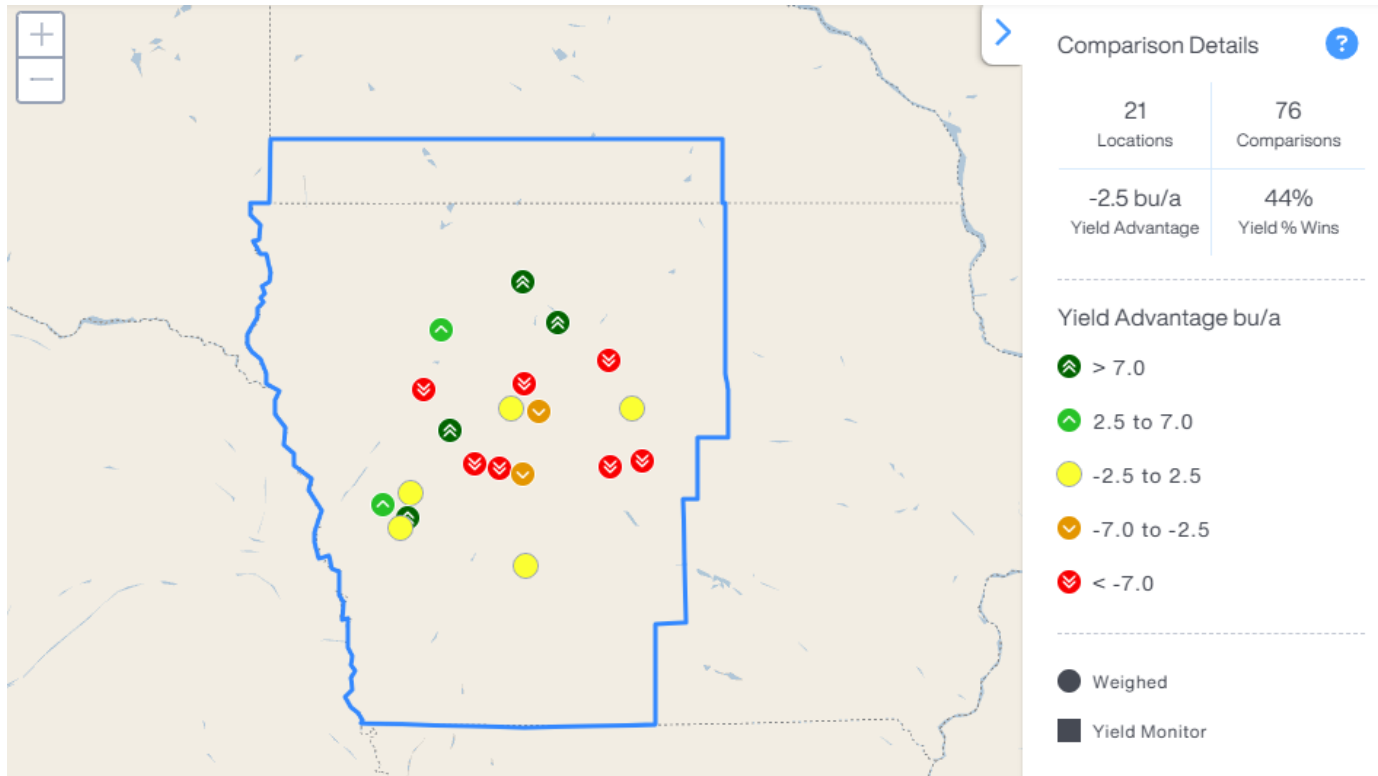 +
−
Comparison Details
?
21
Locations
76
Comparisons
-2.5 bu/a
Yield Advantage
44%
Yield % Wins
Yield Advantage bu/a
> 7.0
2.5 to 7.0
-2.5 to 2.5
-7.0 to -2.5
< -7.0
Weighed
Yield Monitor